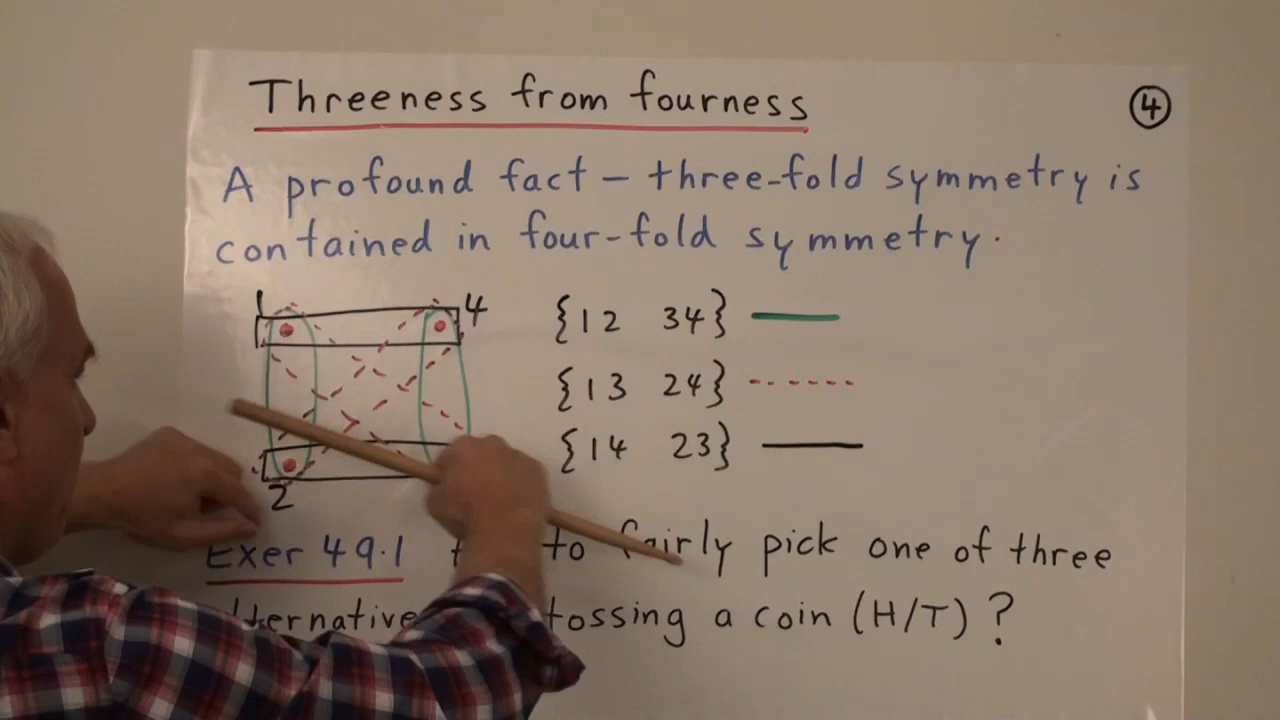 Threeness from fourness
4
A profound fact – three-fold symmetry is
contained in four-fold symmetry.
1 4 {12 34}
{13 24}
{14 23}
2
Exer 49.1 to fairly pick one of three
tossing a coin (H/T)?